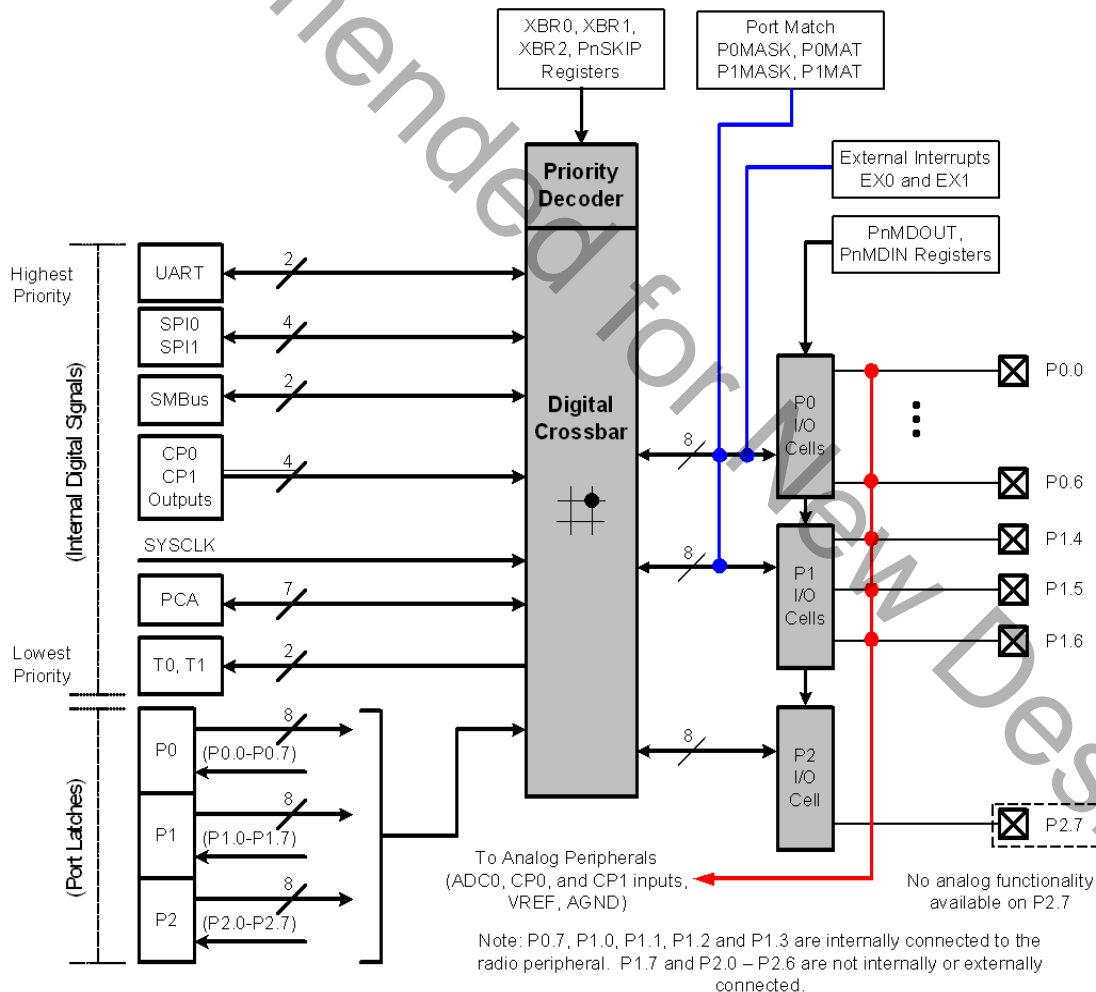 XBR0, XBR1,
XBR2, PnSKIP
Registers
Port Match
P0MASK, P0MAT
P1MASK, P1MAT
External Interrupts
EX0 and EX1
PnMDOUT,
PnMDIN Registers
Priority
Decoder
Digital
Crossbar
Highest
Priority
(Internal Digital Signals)
Lowest
Priority
UART
2
SPI0
SPI1
4
SMBus
2
CP0
CP1
Outputs
4
SYSCLK
PCA
7
T0, T1
2
(Port Latches)
P0
8
(P0.0-P0.7)
P1
8
(P1.0-P1.7)
P2
8
(P2.0-P2.7)
8
P0
I/O
Cells
8
P1
I/O
Cells
8
P2
I/O
Cell
P0.0
P0.6
P1.4
P1.5
P1.6
P2.7
To Analog Peripherals
(ADC0, CP0, and CP1 inputs,
VREF, AGND)
No analog functionality
available on P2.7
Note: P0.7, P1.0, P1.1, P1.2 and P1.3 are internally connected to the
radio peripheral. P1.7 and P2.0 – P2.6 are not internally or externally
connected.
mended for New Des